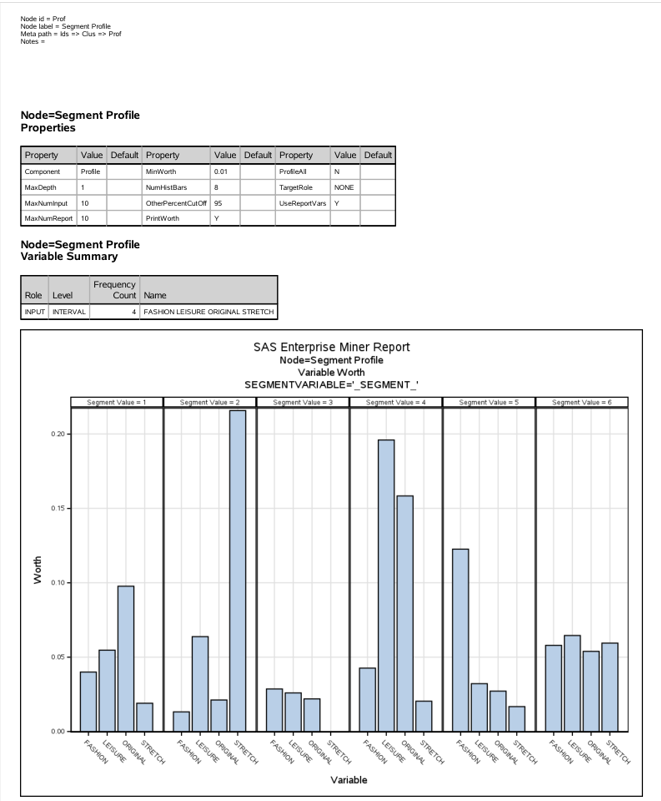 Node id = Prof
Node label = Segment Profile
Meta path = Ids => Clus => Prof
Notes =
Node=Segment Profile
Properties
Property Value Default Property Value Default Property Value Default
Component Profile MinWorth 0.01 ProfileAll N
MaxDepth 1 NumHistBars 8 TargetRole NONE
MaxNumInput 10 OtherPercentCutOff 95 UseReportVars Y
MaxNumReport 10 PrintWorth Y
Node=Segment Profile
Variable Summary
Frequency
Role Level Count Name
INPUT INTERVAL 4 FASHION LEISURE ORIGINAL STRETCH
SAS Enterprise Miner Report
Node=Segment Profile
Variable Worth
SEGMENTVARIABLE='_SEGMENT_'
Segment Value = 1 Segment Value = 2 Segment Value = 3 Segment Value = 4 Segment Value = 5 Segment Value = 6
0.20
0.15
0.10
0.05
0.00
Worth
FASHION LEISURE ORIGINAL STRETCH FASHION LEISURE ORIGINAL STRETCH FASHION LEISURE ORIGINAL STRETCH FASHION LEISURE ORIGINAL STRETCH FASHION LEISURE ORIGINAL STRETCH FASHION LEISURE ORIGINAL STRETCH
Variable